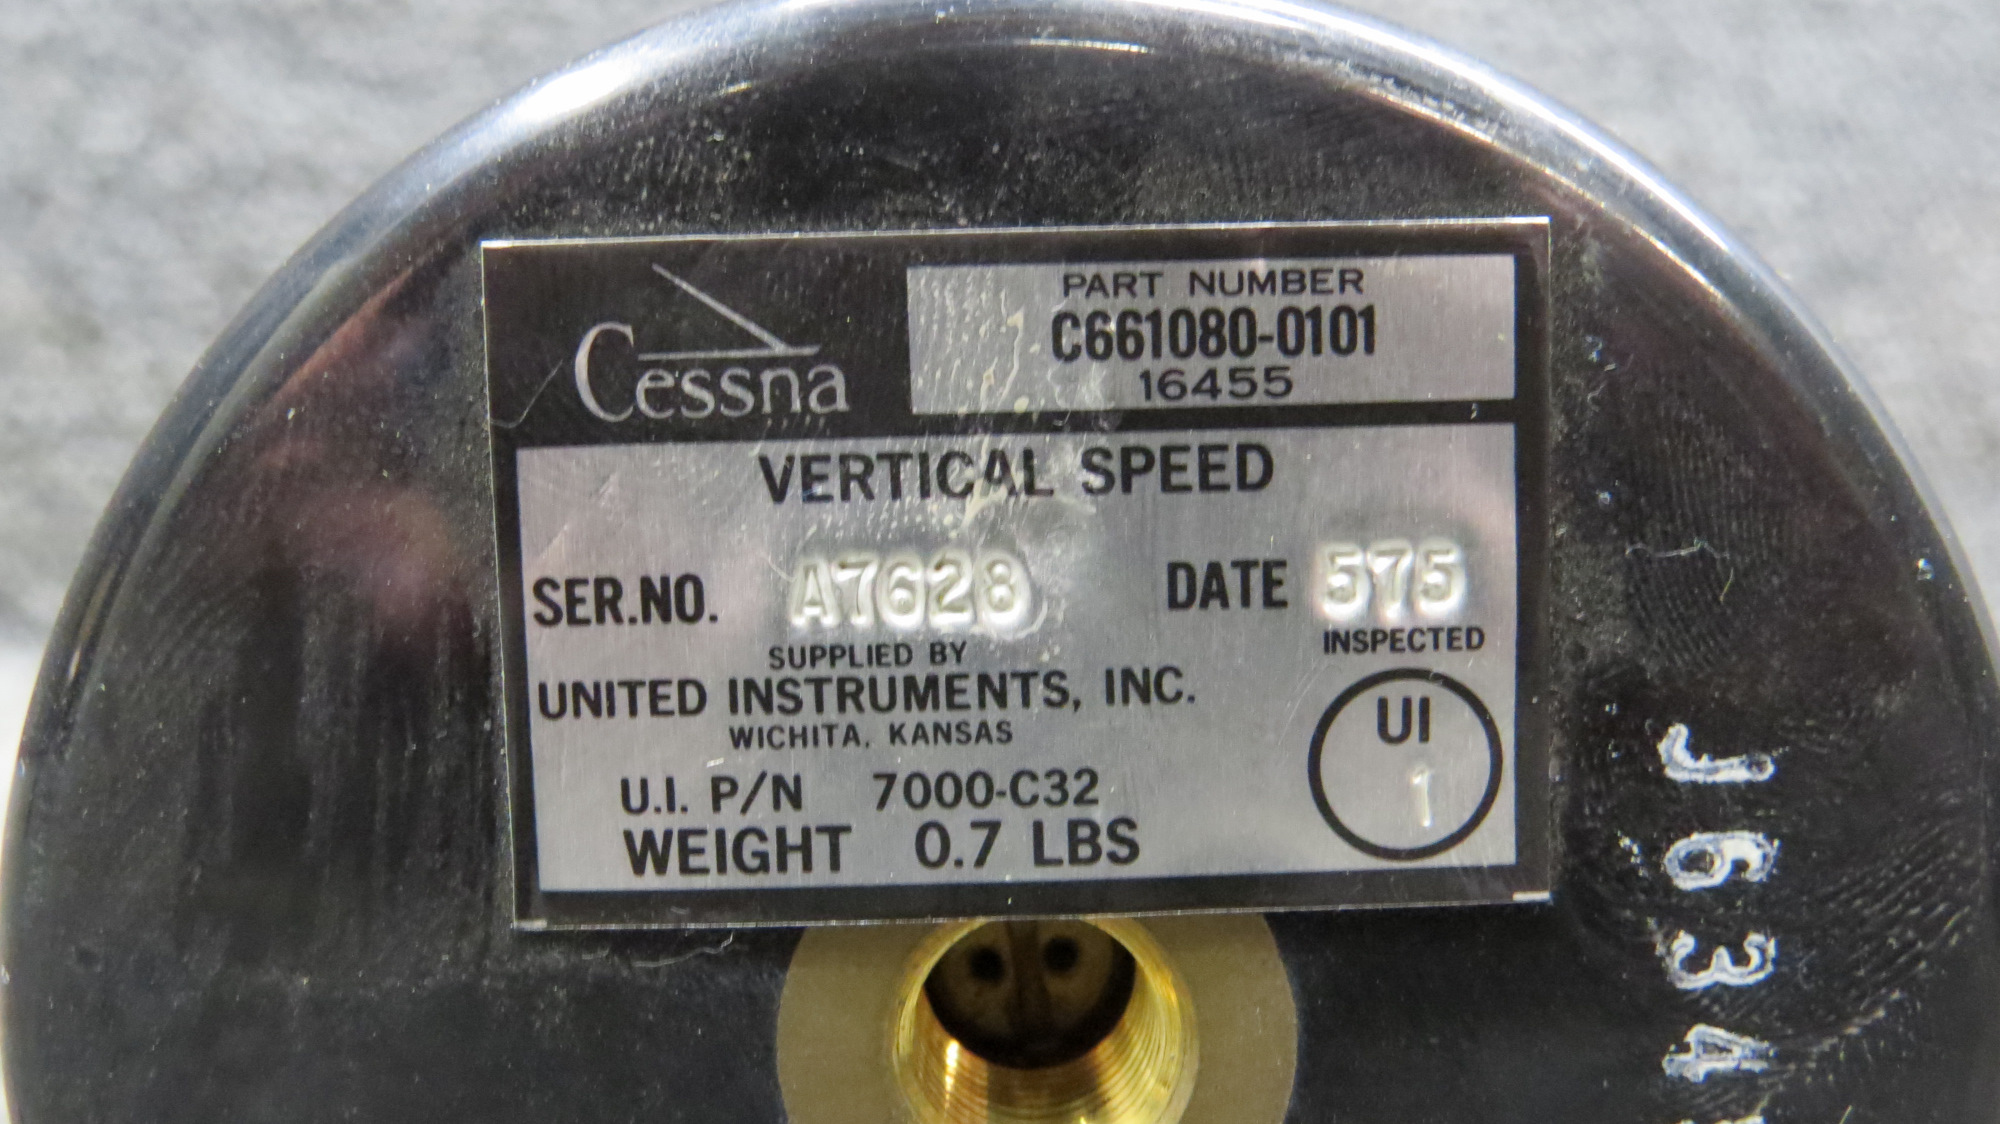 Cessna
PART NUMBER
C661080-0101
16455
VERTICAL SPEED
SER.NO. A7628 DATE 575
SUPPLIED BY INSPECTED
UNITED INSTRUMENTS, INC.
WICHITA, KANSAS
UI
1
U.I. P/N 7000-C32
WEIGHT 0.7 LBS
J634